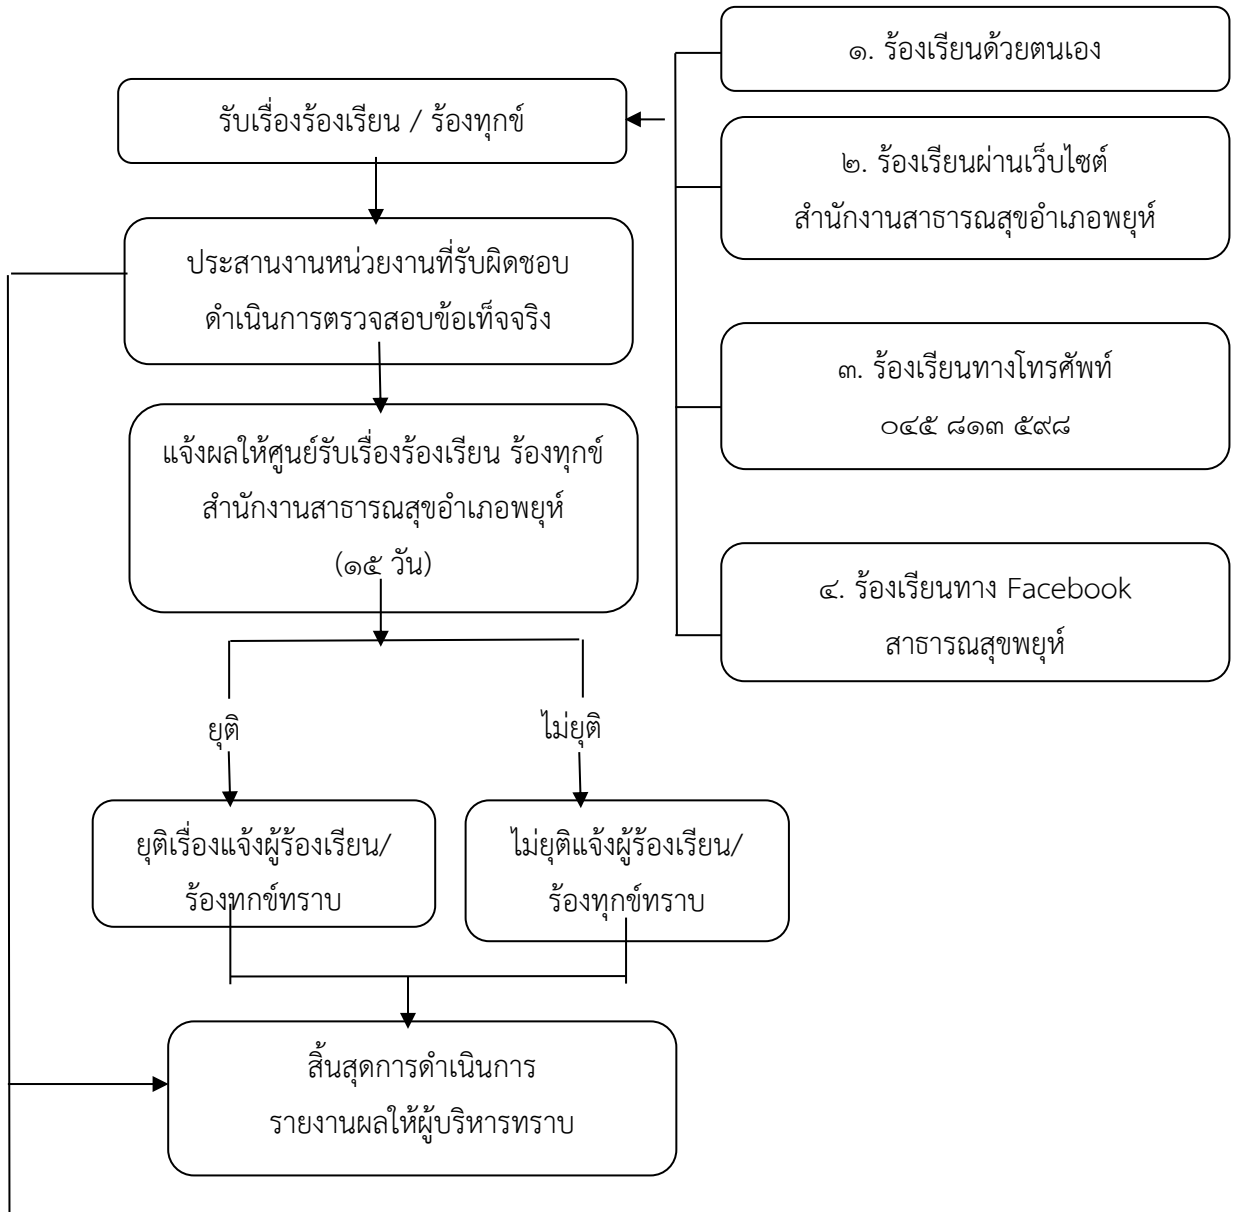 ๑. ร้องเรียนด้วยตนเอง
รับเรื่องร้องเรียน / ร้องทุกข์
๒. ร้องเรียนผ่านเว็บไซต์
สำนักงานสาธารณสุขอำเภอพยุห์
ประสานงานหน่วยงานที่รับผิดชอบ
ดำเนินการตรวจสอบข้อเท็จจริง
๓. ร้องเรียนทางโทรศัพท์
๐๔๕ ๘๑๓ ๕๙๘
แจ้งผลให้ศูนย์รับเรื่องร้องเรียน ร้องทุกข์
สำนักงานสาธารณสุขอำเภอพยุห์
(๑๕ วัน)
๔. ร้องเรียนทาง Facebook
สาธารณสุขพยุห์
ยุติ
ไม่ยุติ
ยุติเรื่องแจ้งผู้ร้องเรียน/
ร้องทกข์ทราบ
ไม่ยุติแจ้งผู้ร้องเรียน/
ร้องทุกข์ทราบ
สิ้นสุดการดำเนินการ
รายงานผลให้ผู้บริหารทราบ